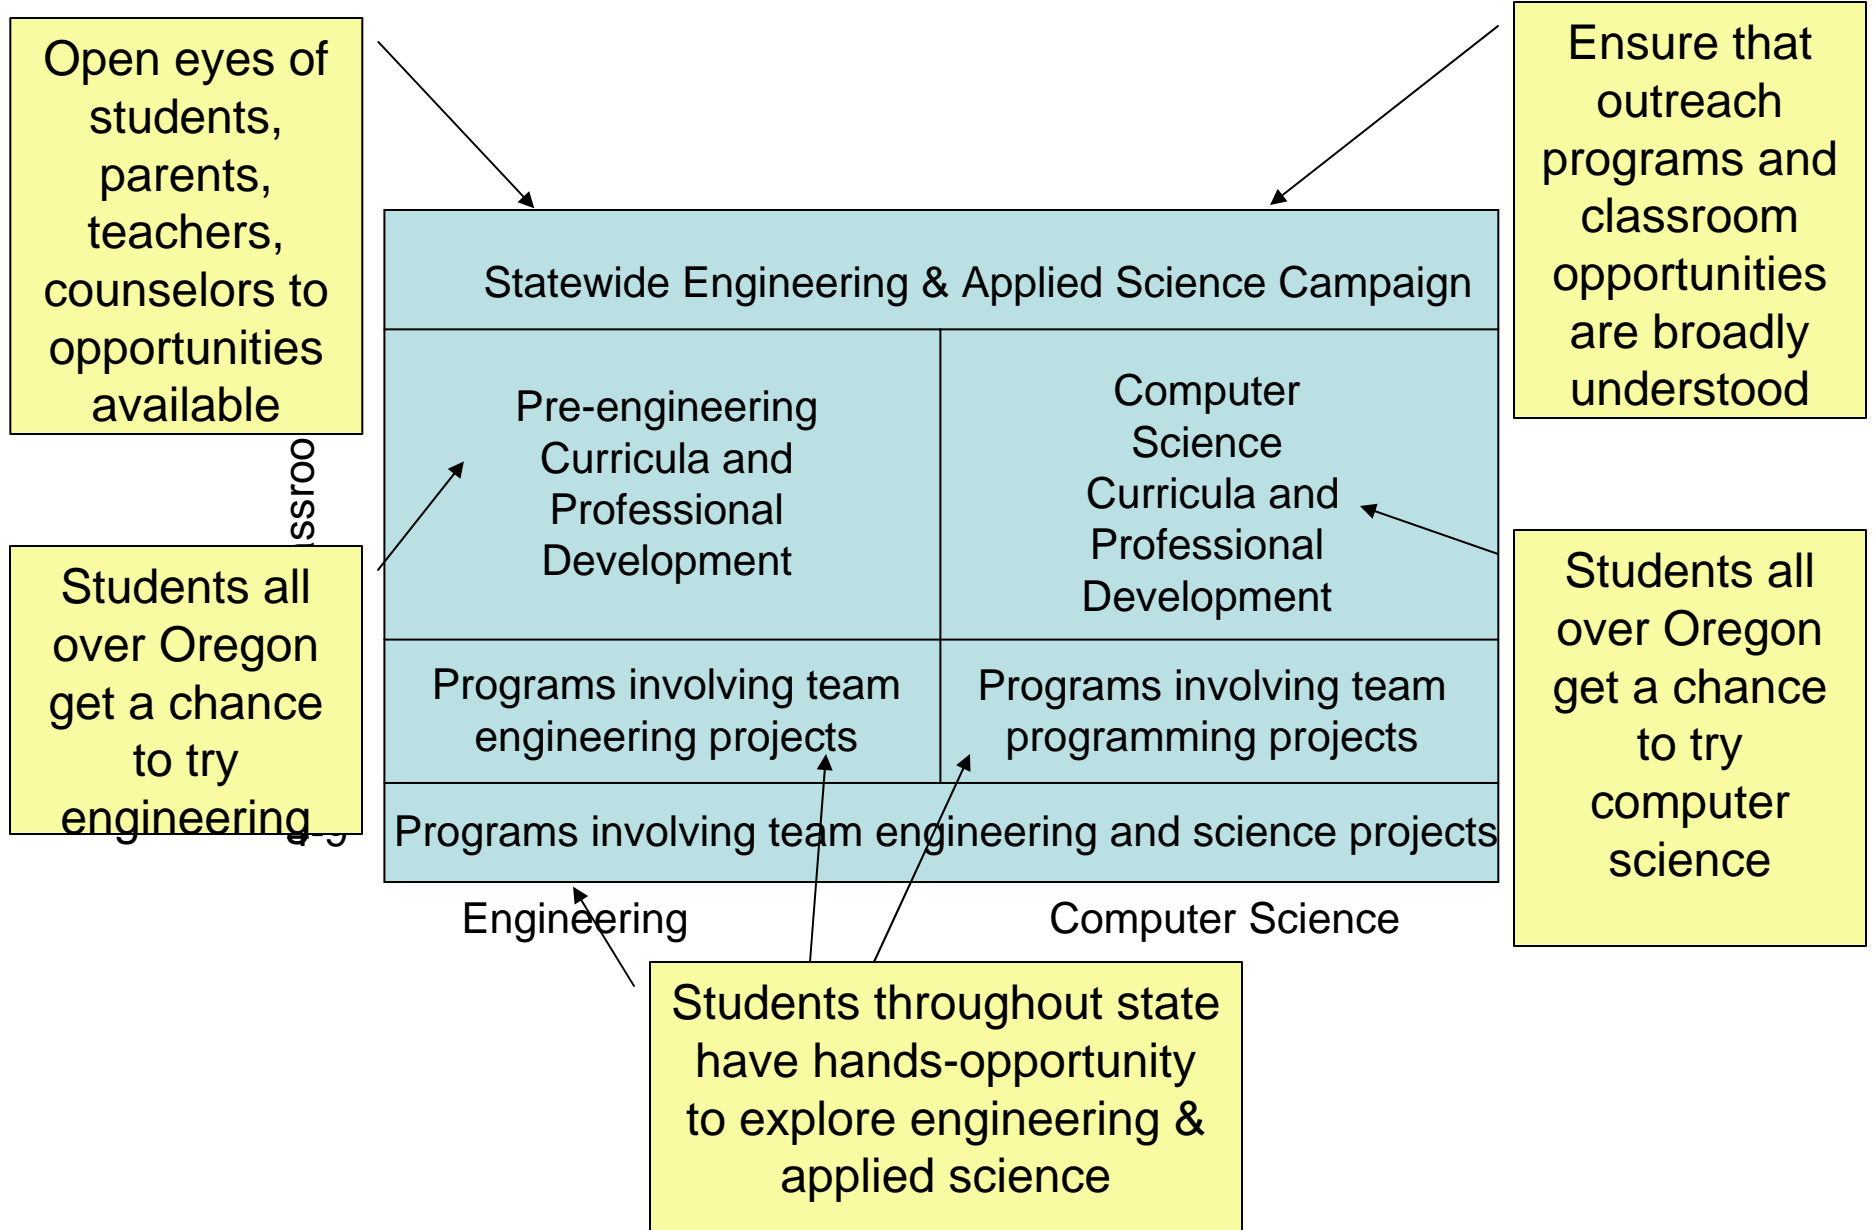 Open eyes of
students,
parents,
teachers,
counselors to
opportunities
available
Ensure that
outreach
programs and
classroom
opportunities
are broadly
understood
Statewide Engineering & Applied Science Campaign
Pre-engineering
Curricula and
Professional
Development
Computer
Science
Curricula and
Professional
Development
Students all
over Oregon
get a chance
to try
engineering
Students all
over Oregon
get a chance
to try
computer
science
Programs involving team
engineering projects
Programs involving team
programming projects
Programs involving team engineering and science projects
Engineering
Computer Science
Students throughout state
have hands-opportunity
to explore engineering &
applied science